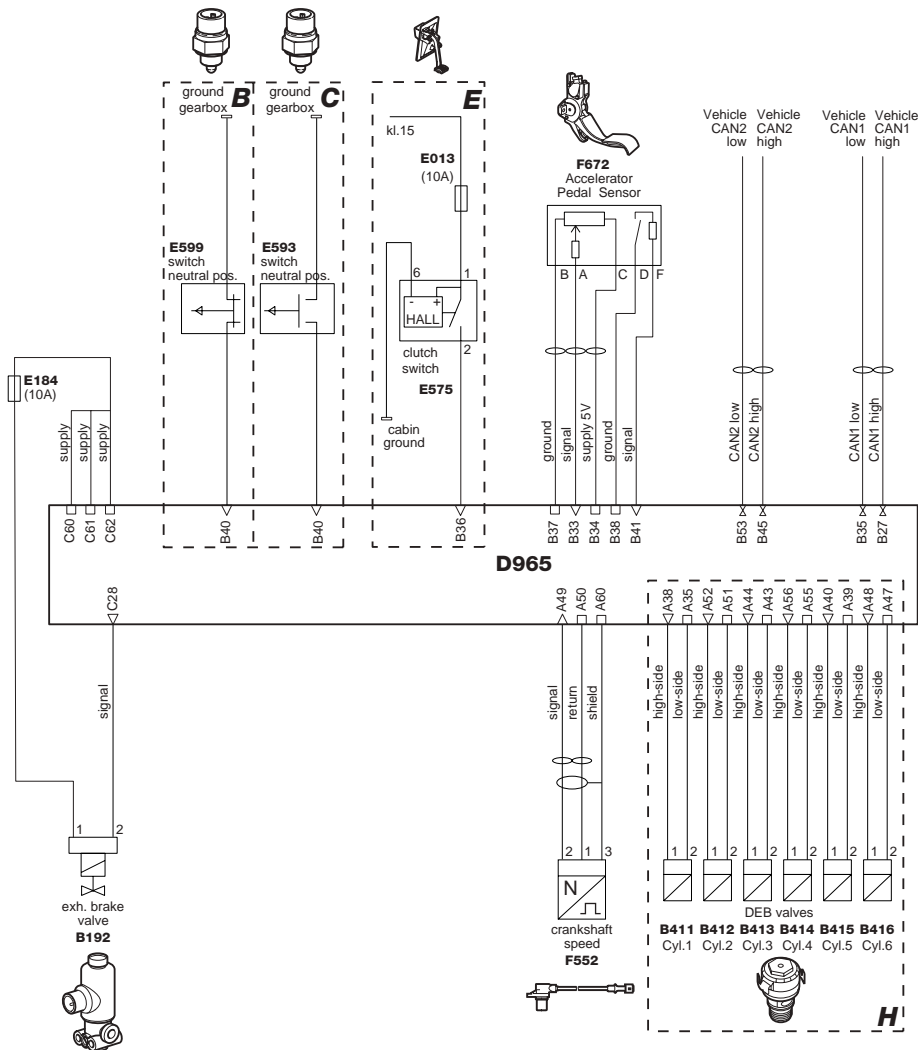 ground
gearbox
B
ground
gearbox
C
E
kl.15
E013
(10A)
F672
Accelerator
Pedal Sensor
Vehicle
CAN2
low
Vehicle
CAN2
high
Vehicle
CAN1
low
Vehicle
CAN1
high
E599
switch
neutral pos.
E593
switch
neutral pos.
6
1
- +
HALL
2
clutch
switch
E575
cabin
ground
B
A
C
D
F
E184
(10A)
supply
supply
supply
ground
signal
supply 5V
ground
signal
CAN2 low
CAN2 high
CAN1 low
CAN1 high
C60
C61
C62
B40
B40
B36
B37
B33
B34
B38
B41
B53
B45
B35
B27
D965
C28
A49
A50
A60
A38
A35
A52
A51
A44
A43
A56
A55
A40
A39
A48
A47
signal
signal
return
shield
high-side
low-side
high-side
low-side
high-side
low-side
high-side
low-side
high-side
low-side
high-side
low-side
1
2
exh. brake
valve
B192
2
1
3
N
crankshaft
speed
F552
1
2
1
2
1
2
1
2
1
2
1
2
DEB valves
B411 B412 B413 B414 B415 B416
Cyl.1 Cyl.2 Cyl.3 Cyl.4 Cyl.5 Cyl.6
H